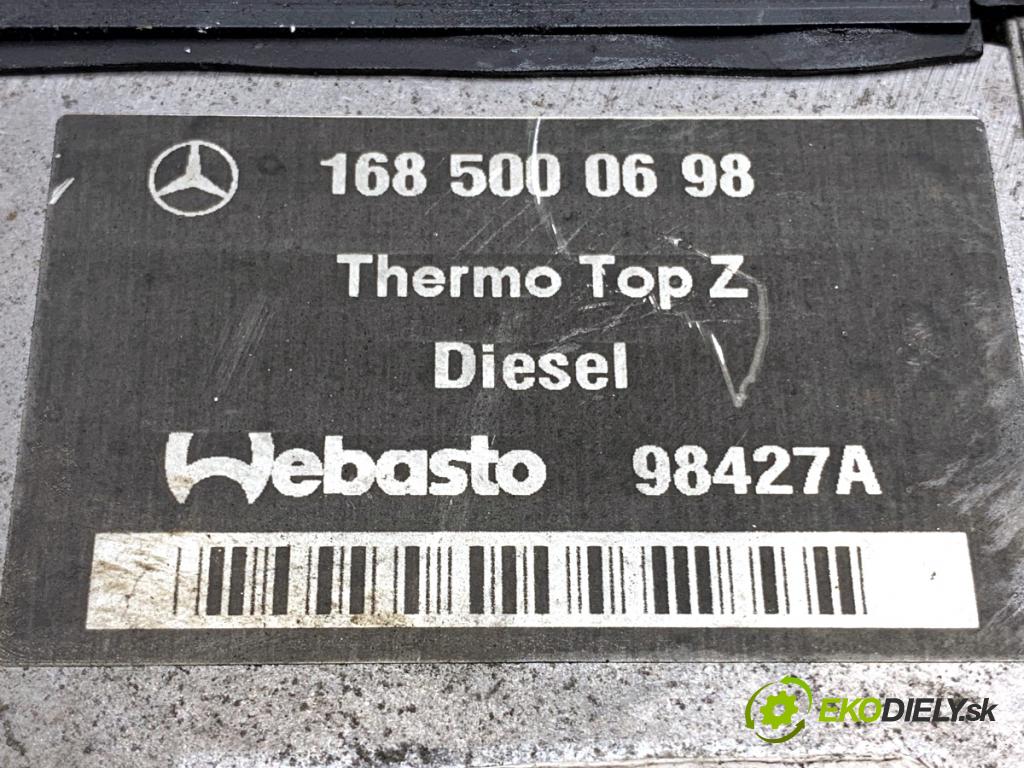 168 500 06 98
Thermo Top Z
Diesel
Webasto 98427A
EKODIELY.sk